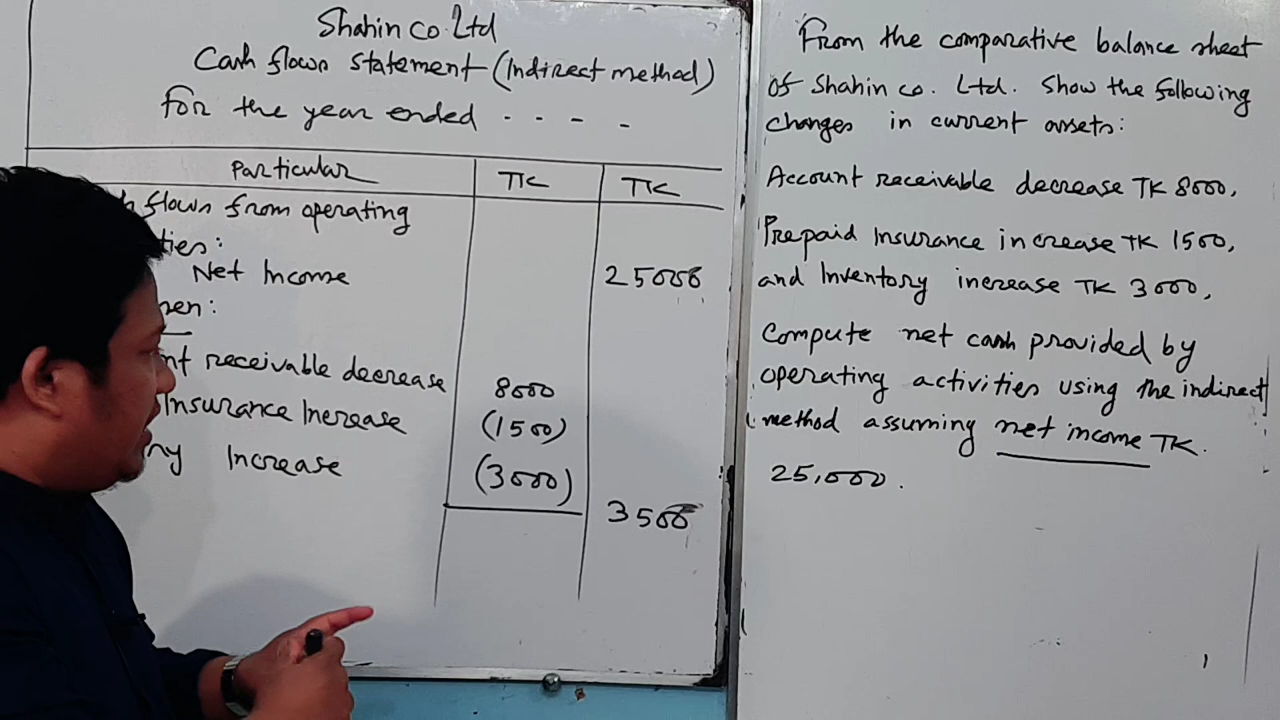 Shahin co. Ltd
Cash flows statement (Indirect method)
for the year ended - - - -
Particular TK TK
flows from operating
ties:
Net Income 25000
receivable decrease 8000
Insurance Increase (1500)
Increase (3000)
3500
From the comparative balance sheet
of Shahin co. Ltd. Show the following
changes in current assets:
Account receivable decrease TK 8000,
Prepaid Insurance increase TK 1500,
and Inventory increase TK 3000,
Compute net cash provided by
operating activities using the indirect
method assuming net income TK.
25,000.